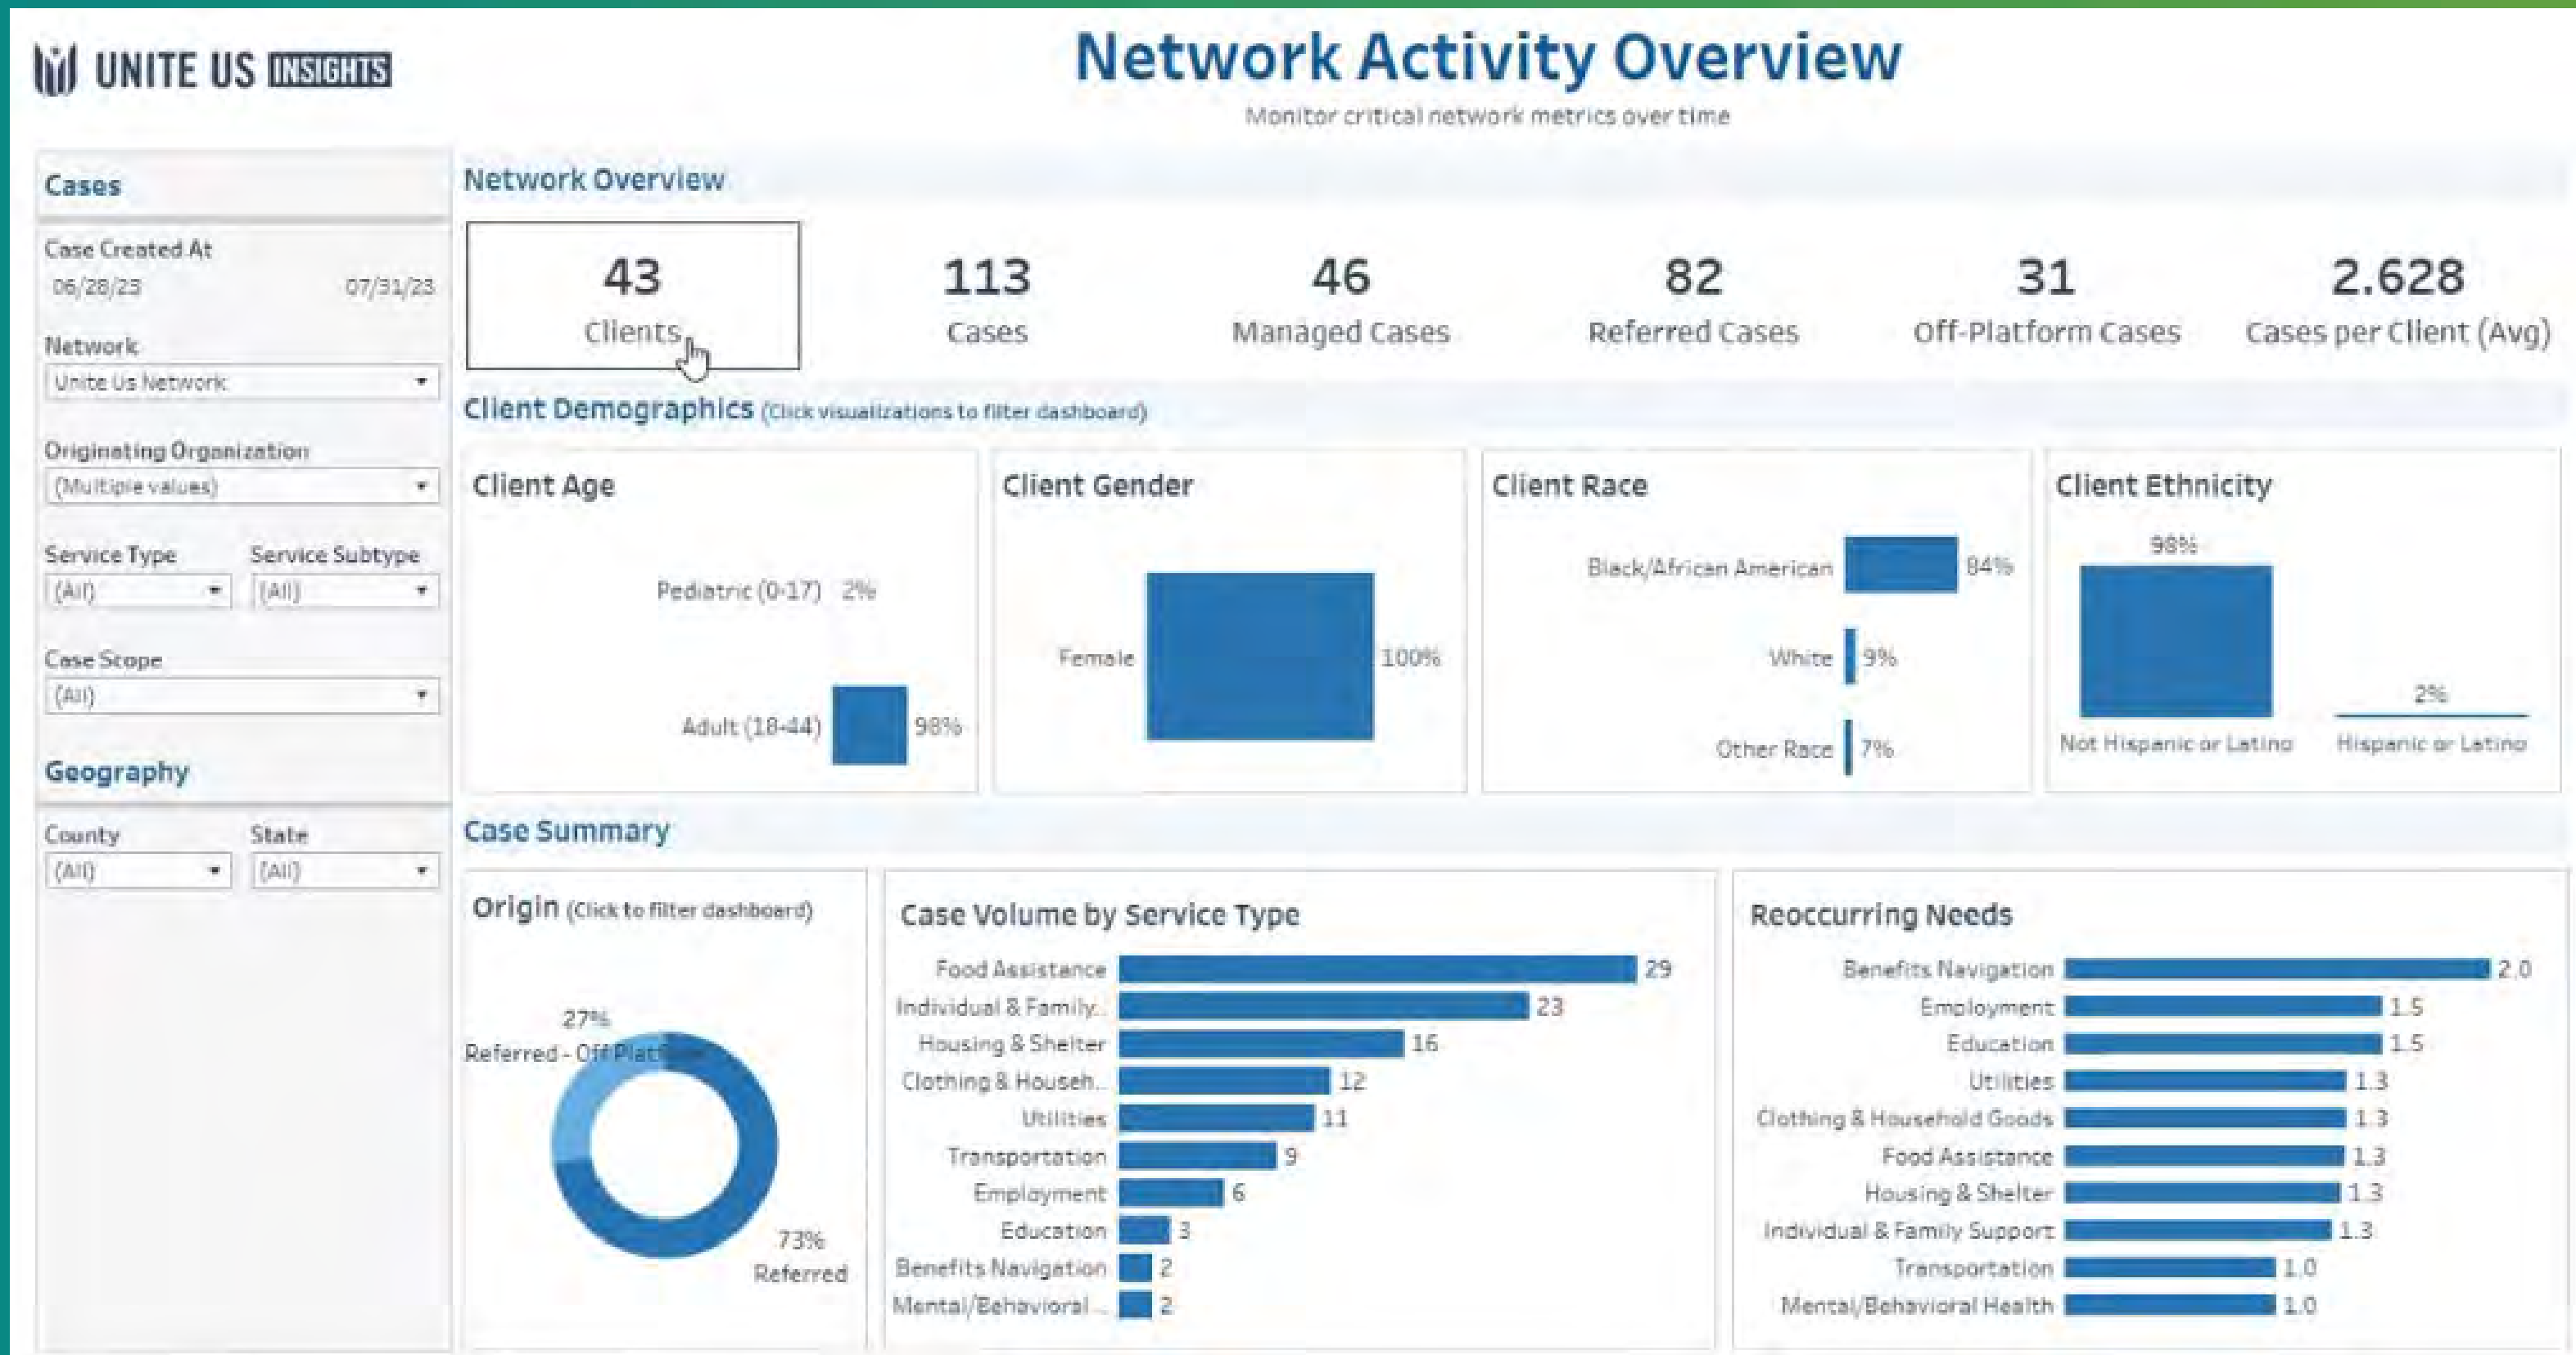 UNITE US INSIGHTS
Network Activity Overview
Monitor critical network metrics over time
Cases
Case Created At
06/28/23 07/31/23
Network
Unite Us Network
Originating Organization
(Multiple values)
Service Type Service Subtype
(All) (All)
Case Scope
(All)
Geography
County State
(All) (All)
Network Overview
43 113 46 82 31 2.628
Clients Cases Managed Cases Referred Cases Off-Platform Cases Cases per Client (Avg)
Client Demographics (Click visualizations to filter dashboard)
Client Age
Pediatric (0-17) 2%
Adult (18-44) 98%
Client Gender
Female 100%
Client Race
Black/African American 84%
White 9%
Other Race 7%
Client Ethnicity
98%
2%
Not Hispanic or Latino Hispanic or Latino
Case Summary
Origin (Click to filter dashboard)
27%
Referred - Off Platf
73%
Referred
Case Volume by Service Type
Food Assistance 29
Individual & Family... 23
Housing & Shelter 16
Clothing & Househ... 12
Utilities 11
Transportation 9
Employment 6
Education 3
Benefits Navigation 2
Mental/Behavioral ... 2
Reoccurring Needs
Benefits Navigation 2.0
Employment 1.5
Education 1.5
Utilities 1.3
Clothing & Household Goods 1.3
Food Assistance 1.3
Housing & Shelter 1.3
Individual & Family Support 1.3
Transportation 1.0
Mental/Behavioral Health 1.0